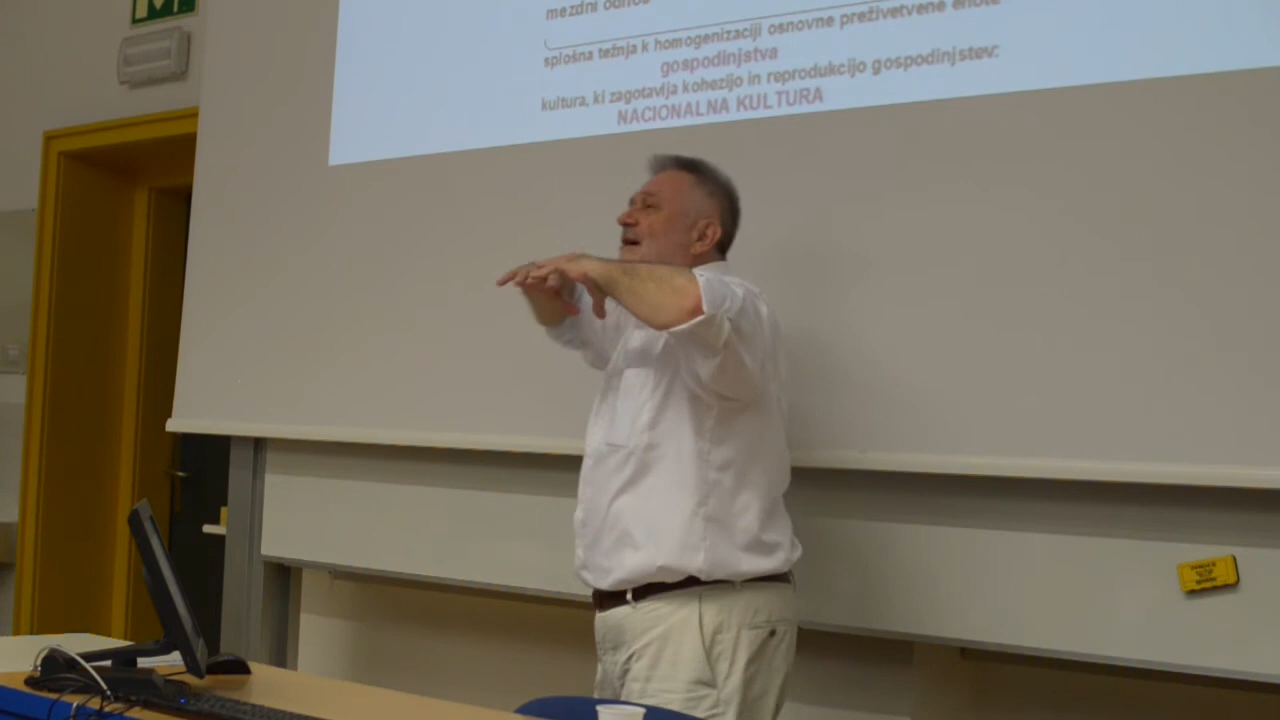 mezdni odnos
splošna težnja k homogenizaciji osnovne preživetvene enote
gospodinjstva
kultura, ki zagotavlja kohezijo in reprodukcijo gospodinjstev:
NACIONALNA KULTURA